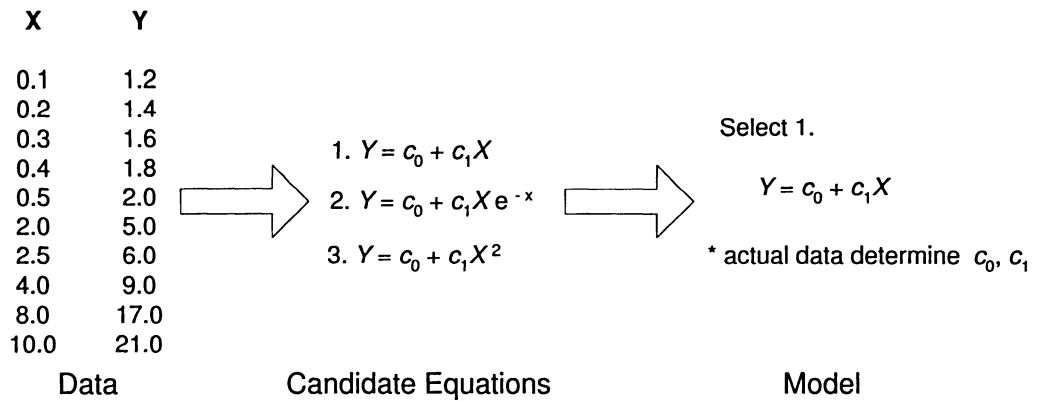 X Y
0.1 1.2
0.2 1.4
0.3 1.6
0.4 1.8
0.5 2.0
2.0 5.0
2.5 6.0
4.0 9.0
8.0 17.0
10.0 21.0
Data
1. Y = c₀ + c₁X
2. Y = c₀ + c₁X e⁻ˣ
3. Y = c₀ + c₁X²
Candidate Equations
Select 1.
Y = c₀ + c₁X
* actual data determine c₀, c₁
Model